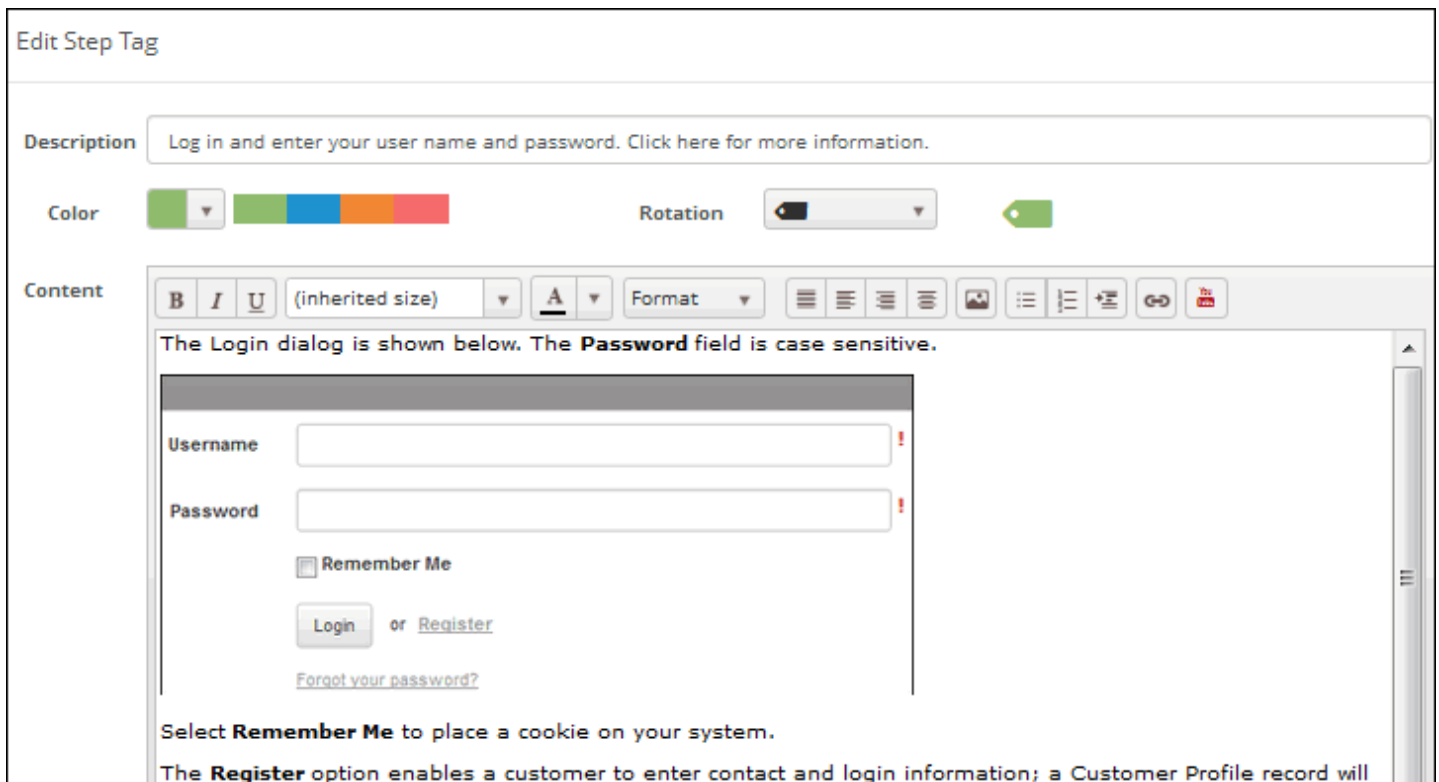 Edit Step Tag
Description Log in and enter your user name and password. Click here for more information.
Color Rotation
Content B I U (inherited size) A Format You Tube
The Login dialog is shown below. The Password field is case sensitive.
Username !
Password !
Remember Me
Login or Register
Forgot your password?
Select Remember Me to place a cookie on your system.
The Register option enables a customer to enter contact and login information; a Customer Profile record will